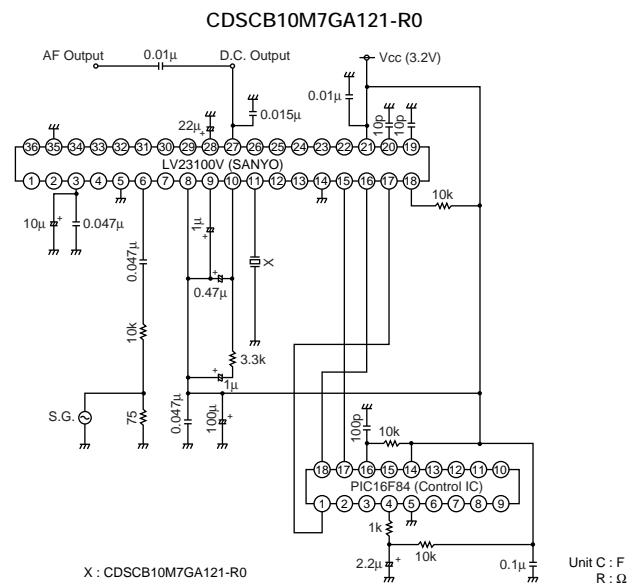 CDSCB10M7GA121-R0
AF Output
0.01μ
D.C. Output
Vcc (3.2V)
0.01μ
0.015μ
22μ
+
10p
10p
36 35 34 33 32 31 30 29 28 27 26 25 24 23 22 21 20 19
LV23100V (SANYO)
1 2 3 4 5 6 7 8 9 10 11 12 13 14 15 16 17 18
10k
10μ
+
0.047μ
0.047μ
1μ
+
+
0.47μ
X
10k
3.3k
+
1μ
S.G.
75
0.047μ
100μ
+
100p
10k
18 17 16 15 14 13 12 11 10
PIC16F84 (Control IC)
1 2 3 4 5 6 7 8 9
1k
10k
2.2μ
+
0.1μ
X : CDSCB10M7GA121-R0
Unit C : F
R : Ω